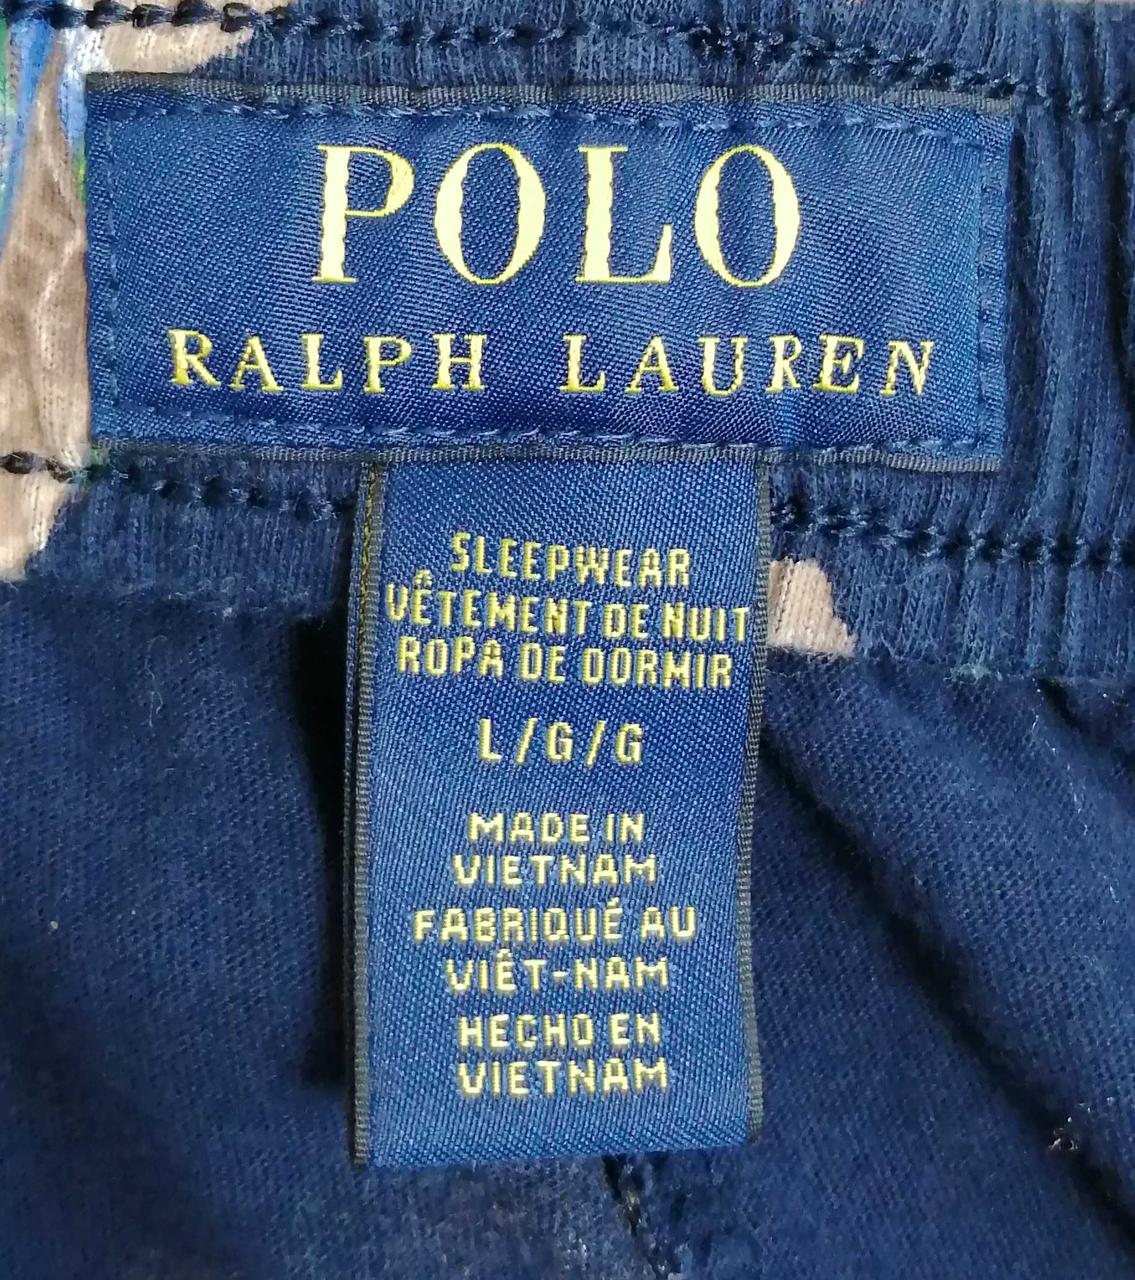 POLO
RALPH LAUREN
SLEEPWEAR
VÊTEMENT DE NUIT
ROPA DE DORMIR
L/G/G
MADE IN
VIETNAM
FABRIQUÉ AU
VIÊT-NAM
HECHO EN
VIETNAM